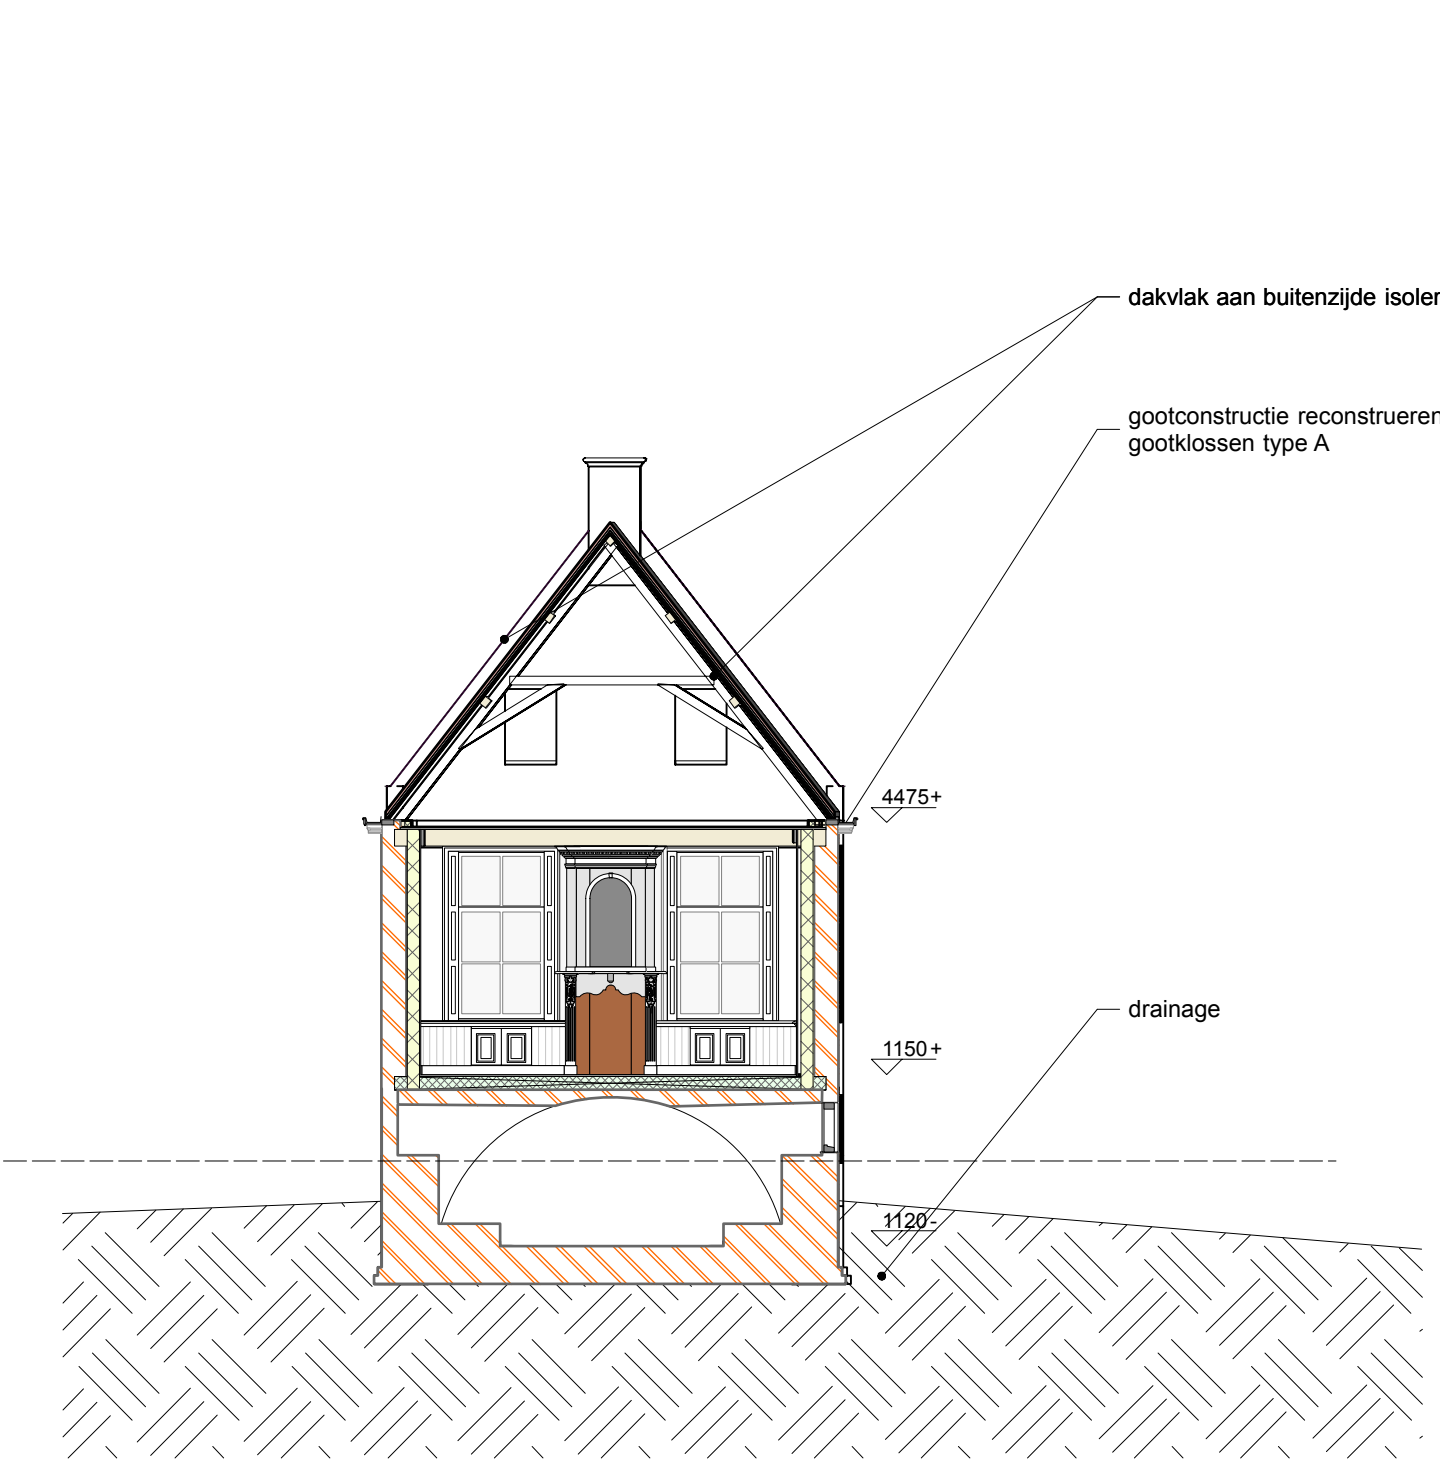 dakvlak aan buitenzijde isoler
gootconstructie reconstrueren
gootklossen type A
4475+
1150+
drainage
1120-